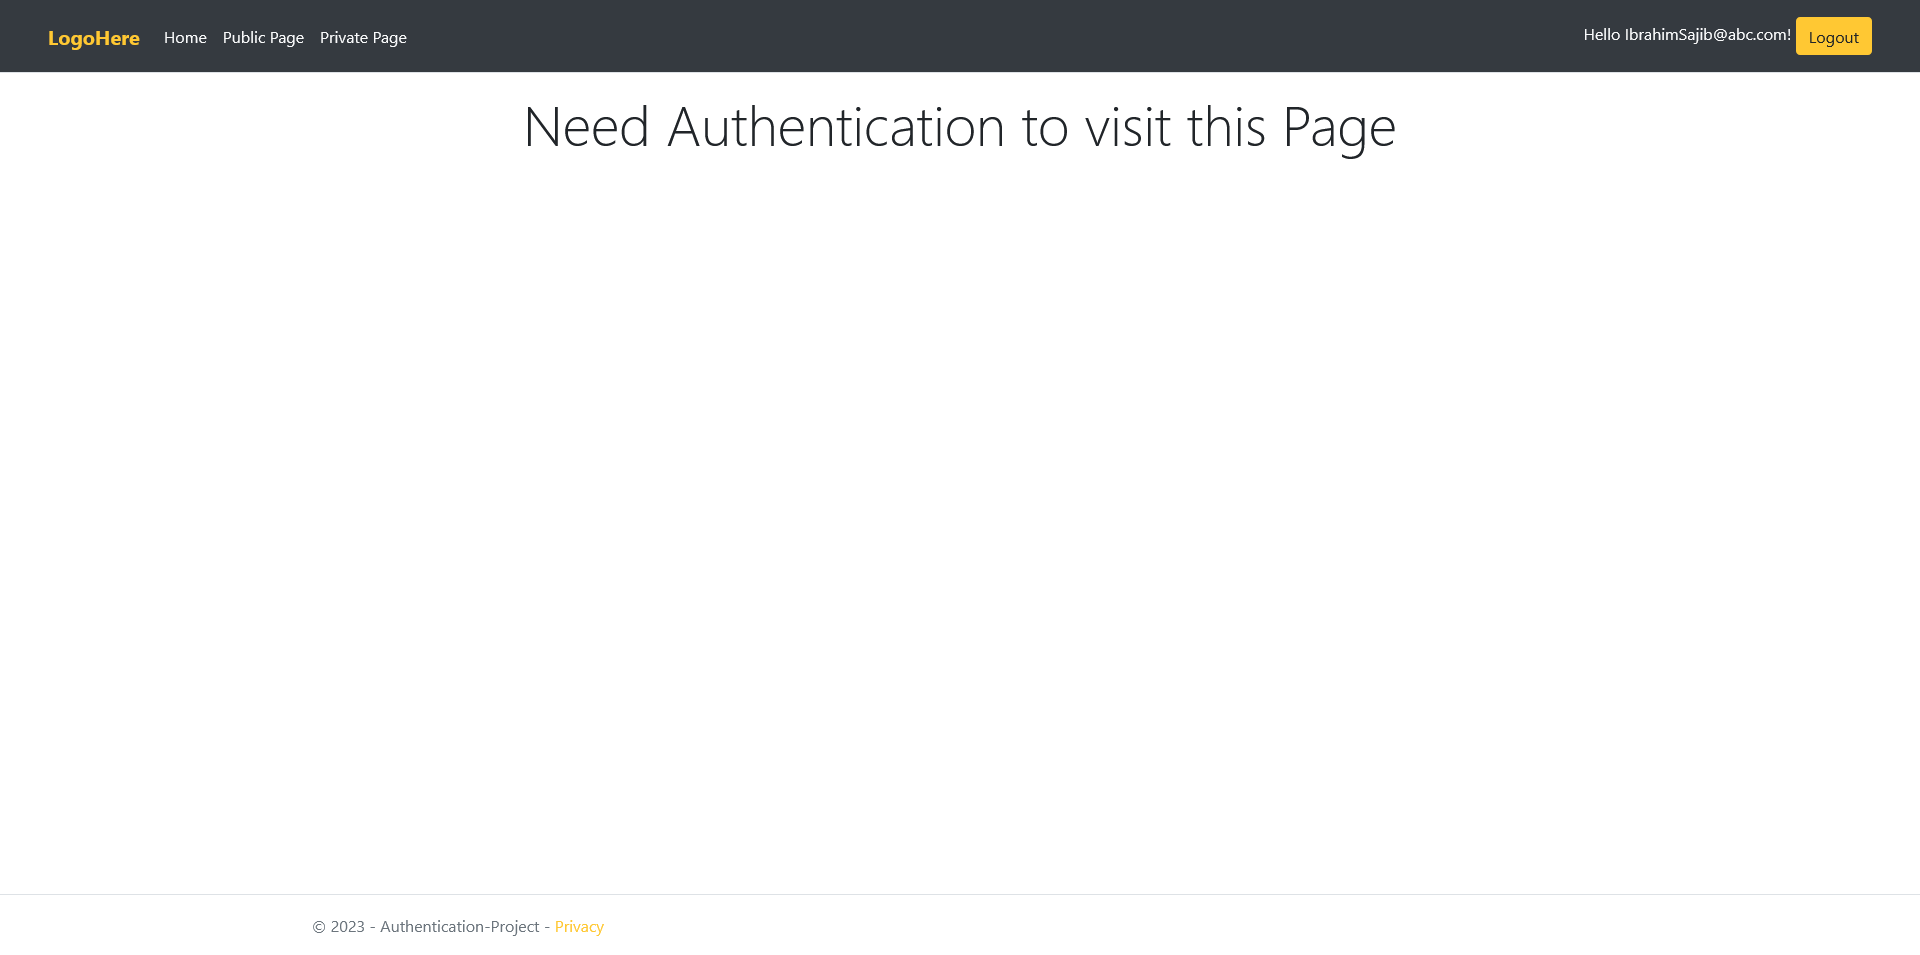 LogoHere Home Public Page Private Page Hello IbrahimSajib@abc.com! Logout
Need Authentication to visit this Page
© 2023 - Authentication-Project - Privacy